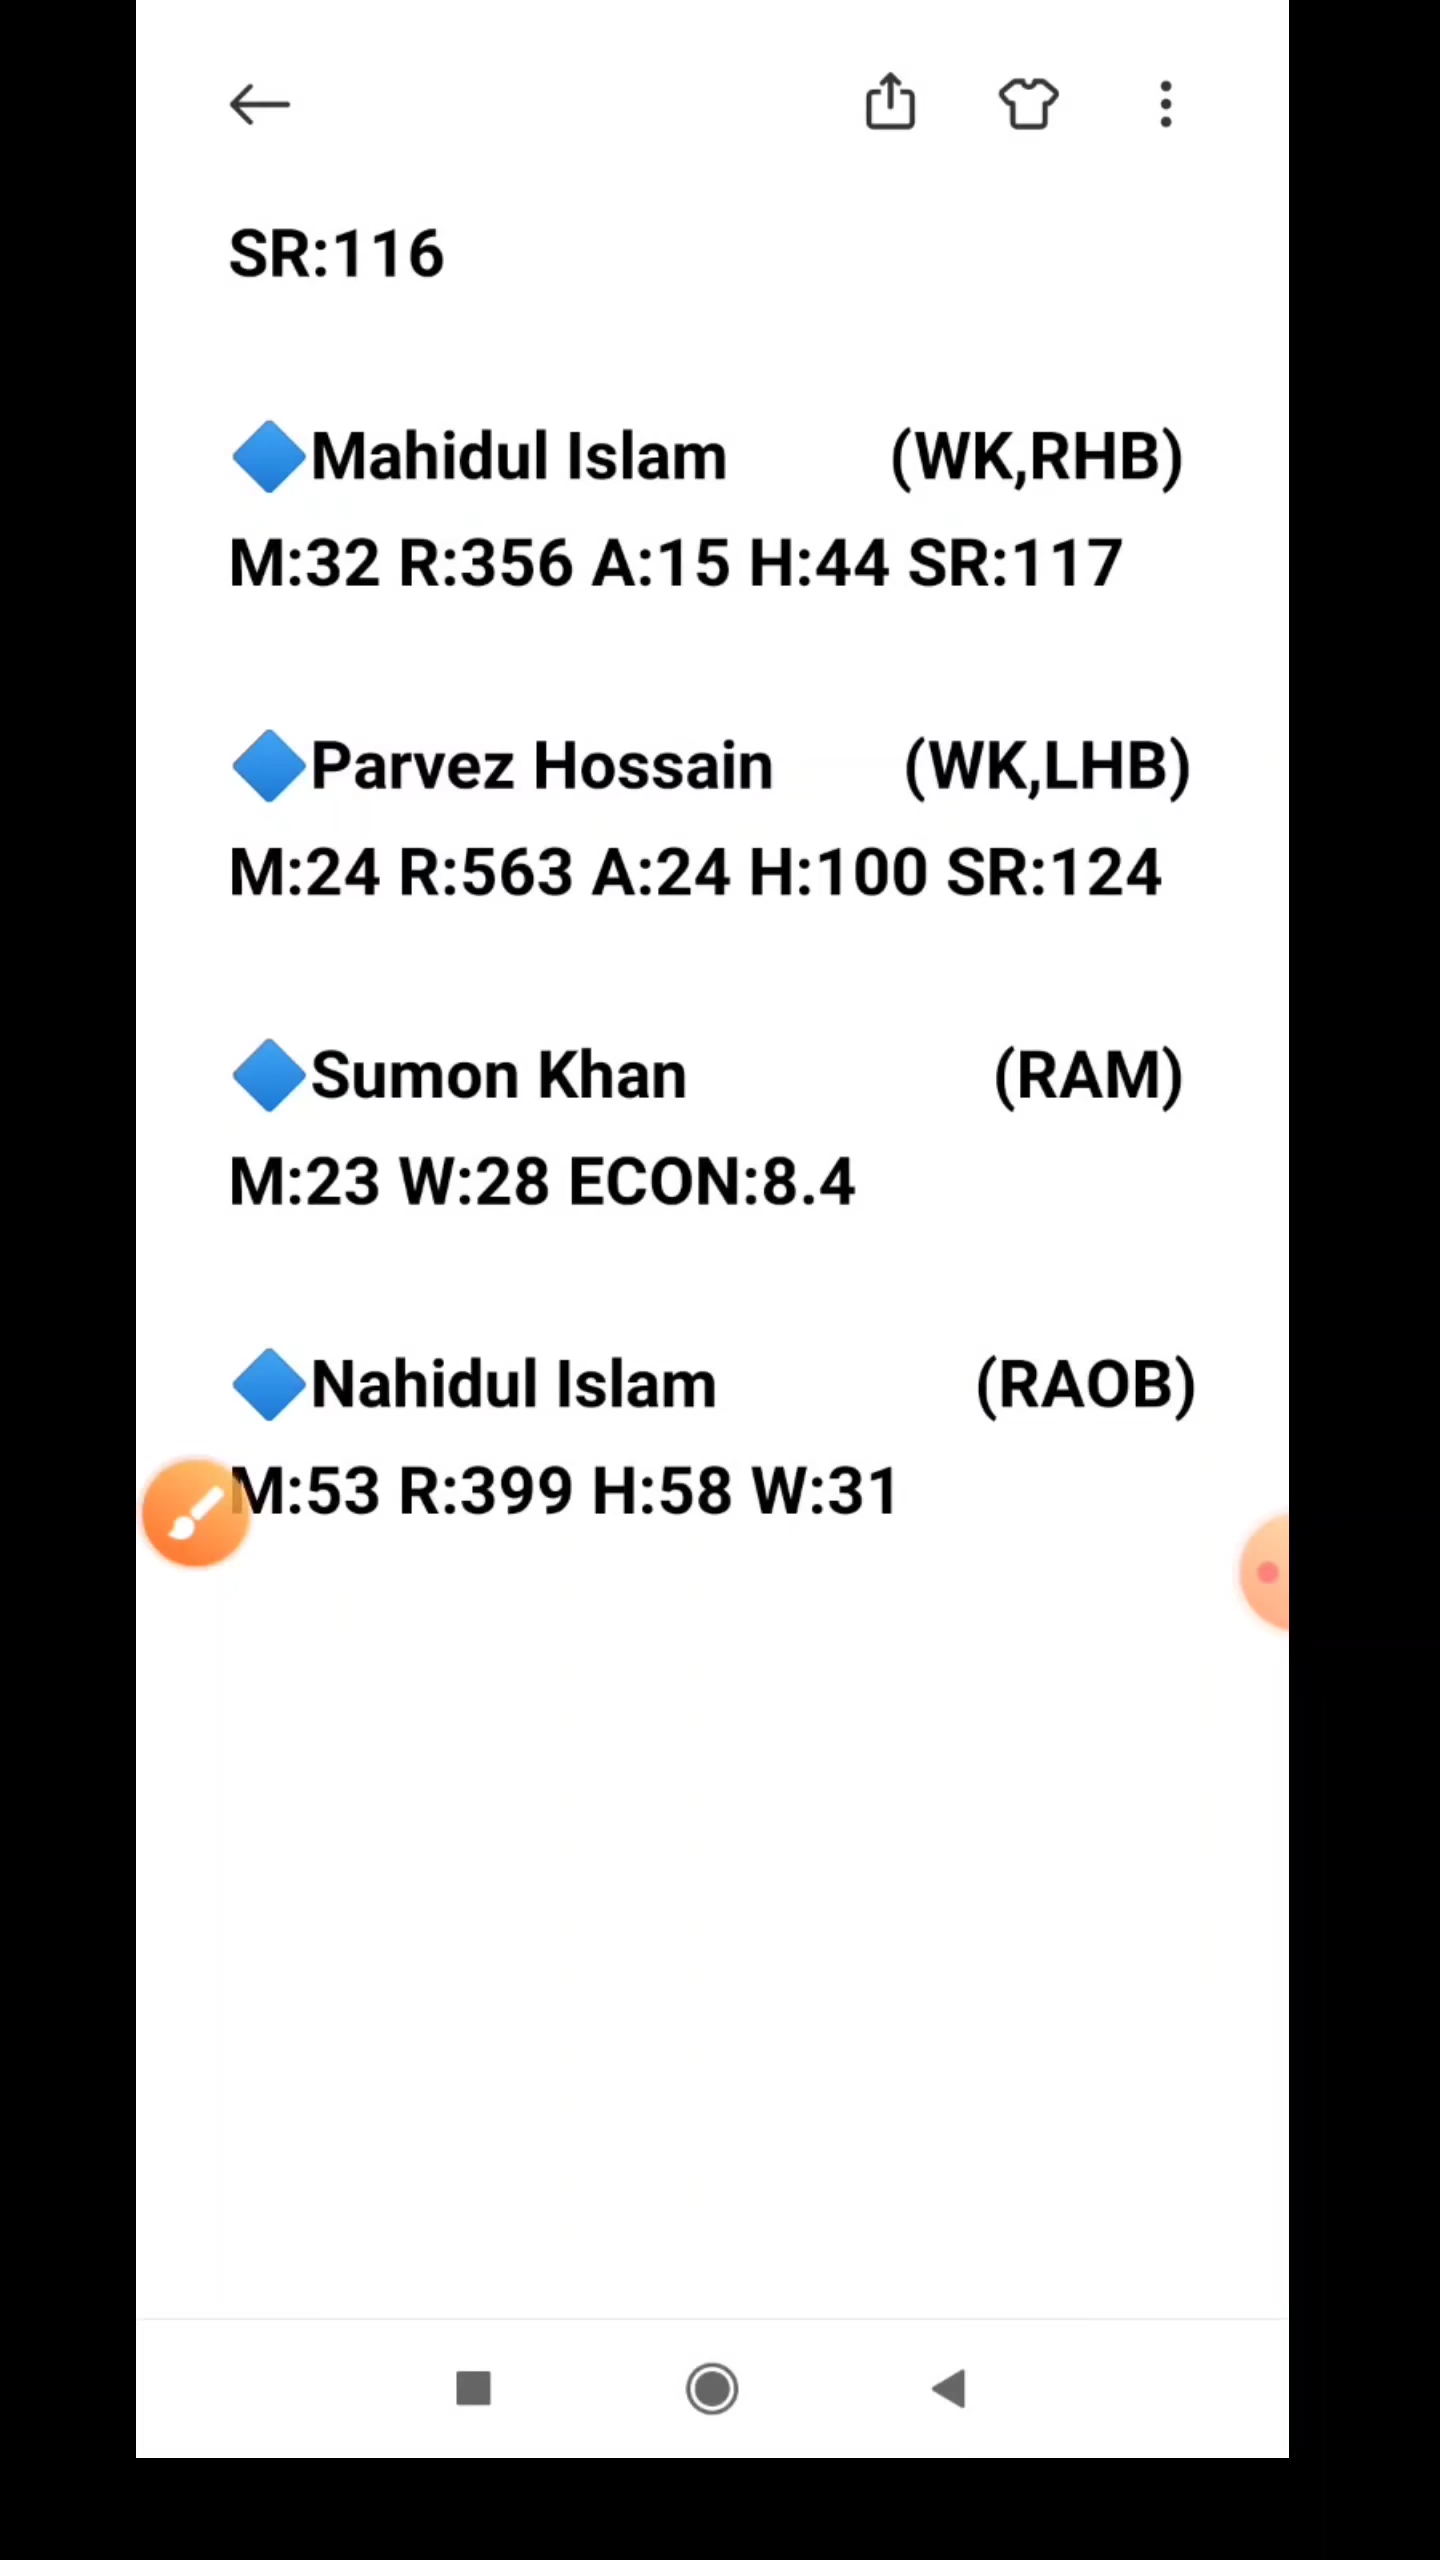 SR:116
🔷Mahidul Islam (WK,RHB)
M:32 R:356 A:15 H:44 SR:117
🔷Parvez Hossain (WK,LHB)
M:24 R:563 A:24 H:100 SR:124
🔷Sumon Khan (RAM)
M:23 W:28 ECON:8.4
🔷Nahidul Islam (RAOB)
M:53 R:399 H:58 W:31